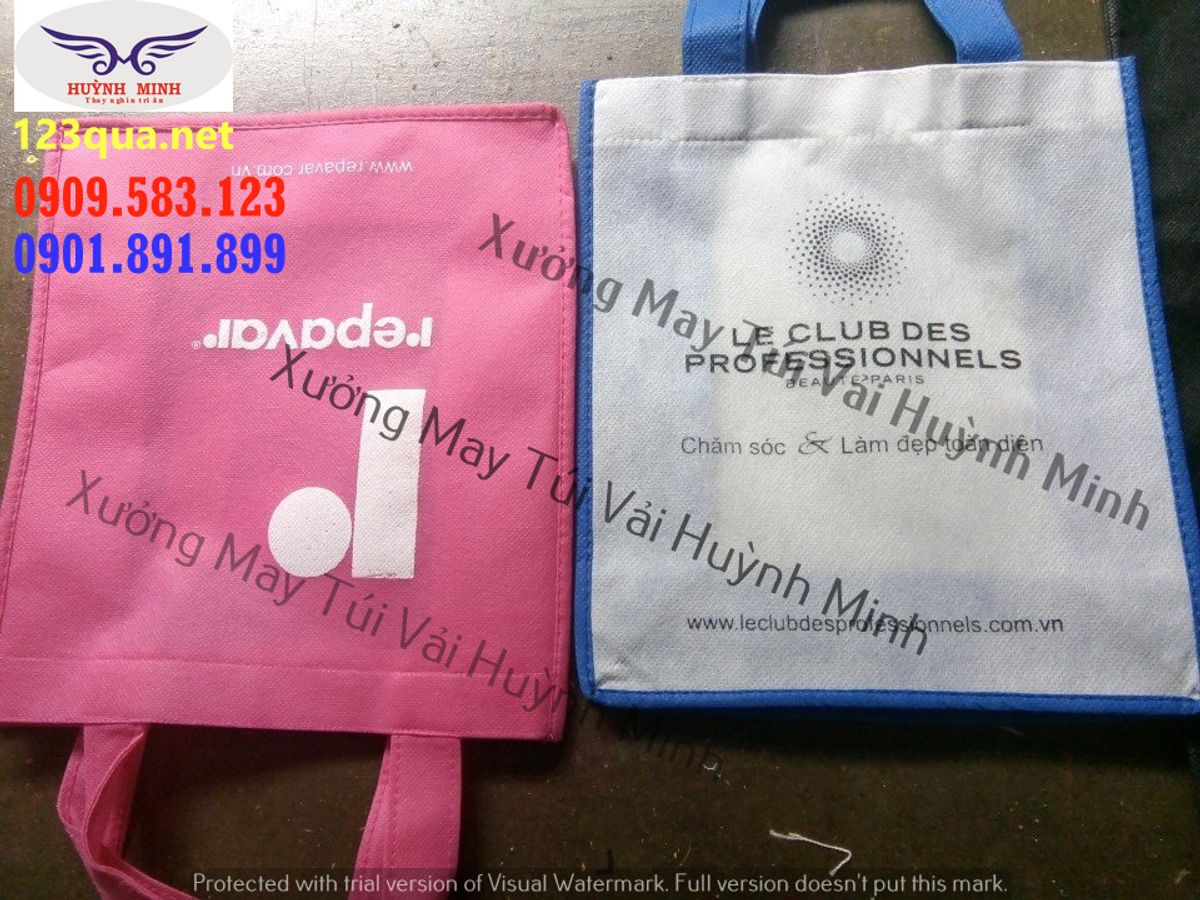 HUỲNH MINH
Thay nghìn tri ân
123qua.net
0909.583.123
0901.891.899
www.repavar.com.vn
repavar®
Xưởng May Túi Vải Huỳnh Minh
Xưởng May Túi Vải Huỳnh Minh
Xưởng May Túi Vải Huỳnh Minh
LE CLUB DES
PROFESSIONNELS
BEAUTÉ PARIS
Chăm sóc & Làm đẹp toàn diện
www.leclubdesprofessionnels.com.vn
Protected with trial version of Visual Watermark. Full version doesn't put this mark.